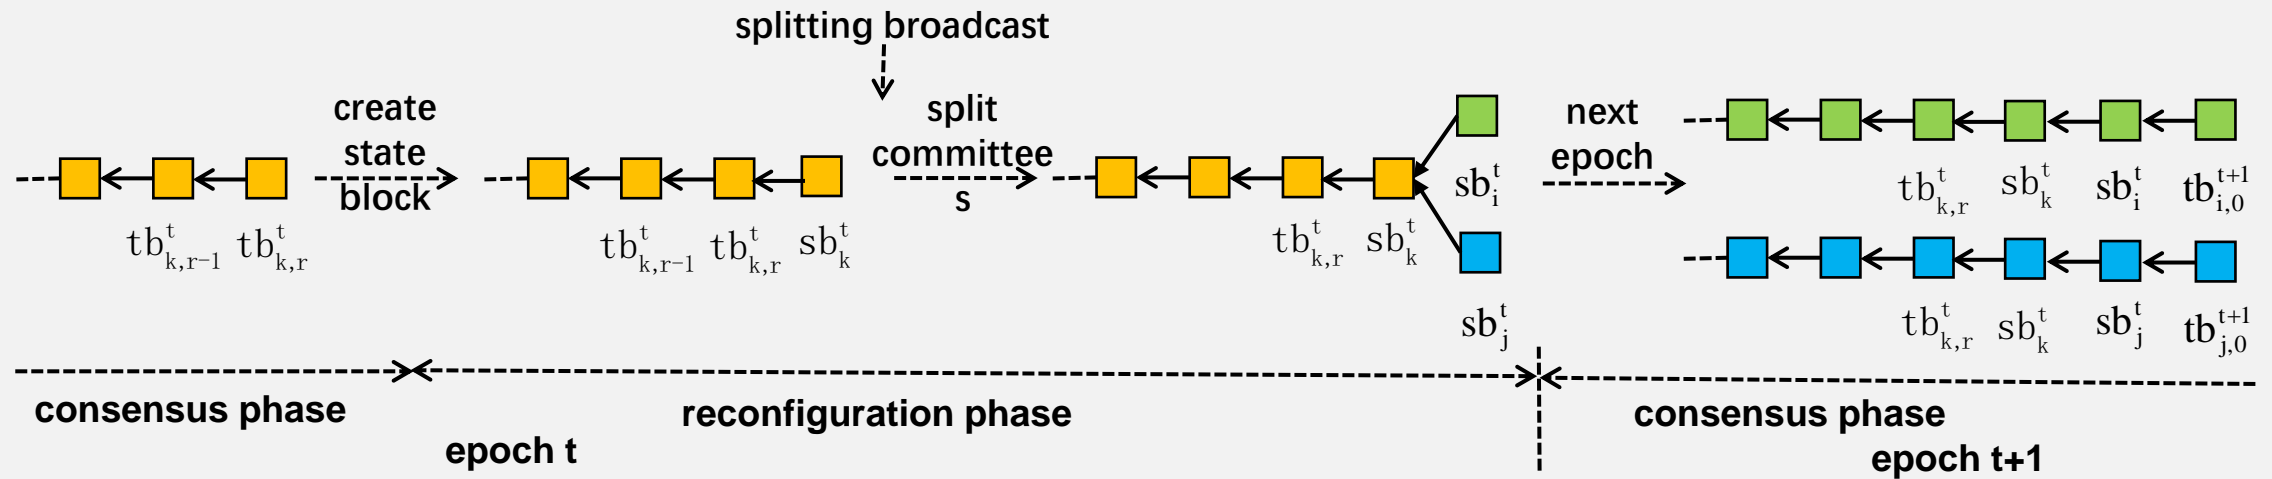 splitting broadcast
create
state
block
split
committee
s
next
epoch
tb^t_{k,r-1} tb^t_{k,r}
tb^t_{k,r-1} tb^t_{k,r} sb^t_k
tb^t_{k,r} sb^t_k
sb^t_i
sb^t_j
tb^t_{k,r} sb^t_k sb^t_i tb^{t+1}_{i,0}
tb^t_{k,r} sb^t_k sb^t_j tb^{t+1}_{j,0}
consensus phase
reconfiguration phase
consensus phase
epoch t
epoch t+1